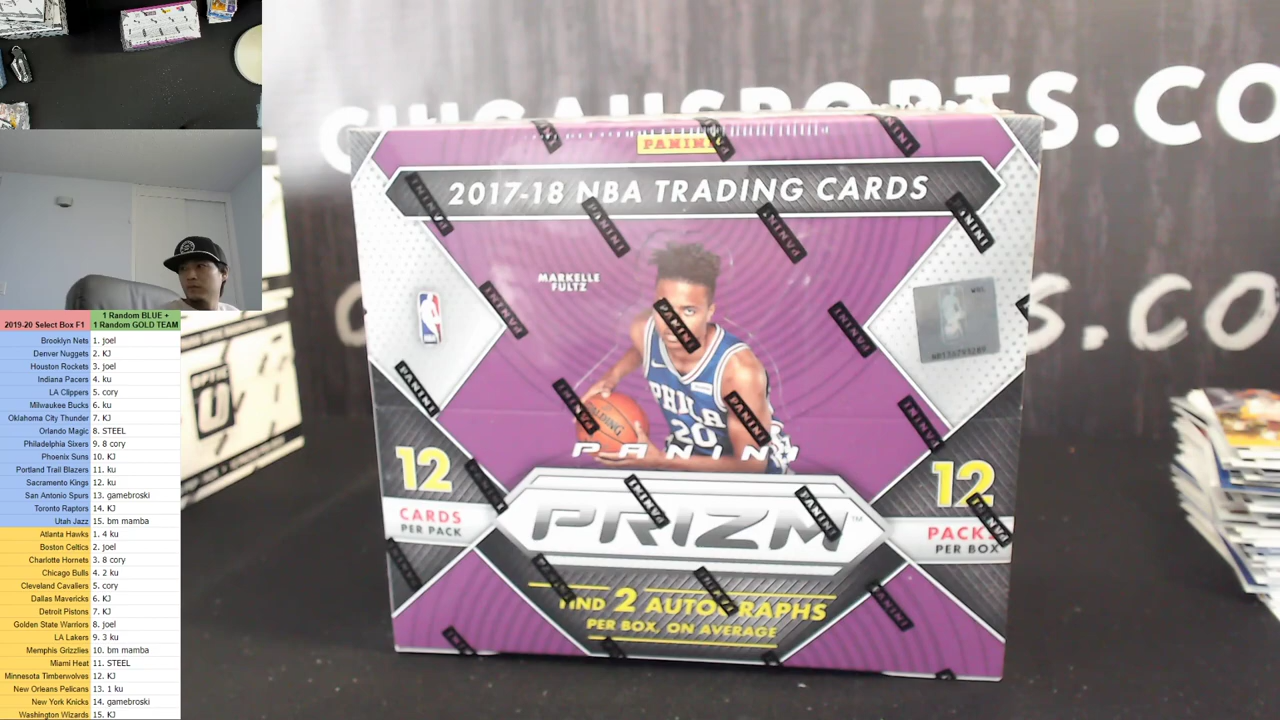 CHICAGUSPORTS.CO
PANINI
2017-18 NBA TRADING CARDS
MARKELLE
FULTZ
PHILA
20
SPALDING
PANINI
12
CARDS
PER PACK
PRIZM™
12
PACKS
PER BOX
FIND 2 AUTOGRAPHS
PER BOX, ON AVERAGE
2019-20 Select Box F1
1 Random BLUE +
1 Random GOLD TEAM
Brooklyn Nets 1. joel
Denver Nuggets 2. KJ
Houston Rockets 3. joel
Indiana Pacers 4. ku
LA Clippers 5. cory
Milwaukee Bucks 6. ku
Oklahoma City Thunder 7. KJ
Orlando Magic 8. STEEL
Philadelphia Sixers 9. 8 cory
Phoenix Suns 10. KJ
Portland Trail Blazers 11. ku
Sacramento Kings 12. ku
San Antonio Spurs 13. gamebroski
Toronto Raptors 14. KJ
Utah Jazz 15. bm mamba
Atlanta Hawks 1. 4 ku
Boston Celtics 2. joel
Charlotte Hornets 3. 8 cory
Chicago Bulls 4. 2 ku
Cleveland Cavaliers 5. cory
Dallas Mavericks 6. KJ
Detroit Pistons 7. KJ
Golden State Warriors 8. joel
LA Lakers 9. 3 ku
Memphis Grizzlies 10. bm mamba
Miami Heat 11. STEEL
Minnesota Timberwolves 12. KJ
New Orleans Pelicans 13. 1 ku
New York Knicks 14. gamebroski
Washington Wizards 15. KJ